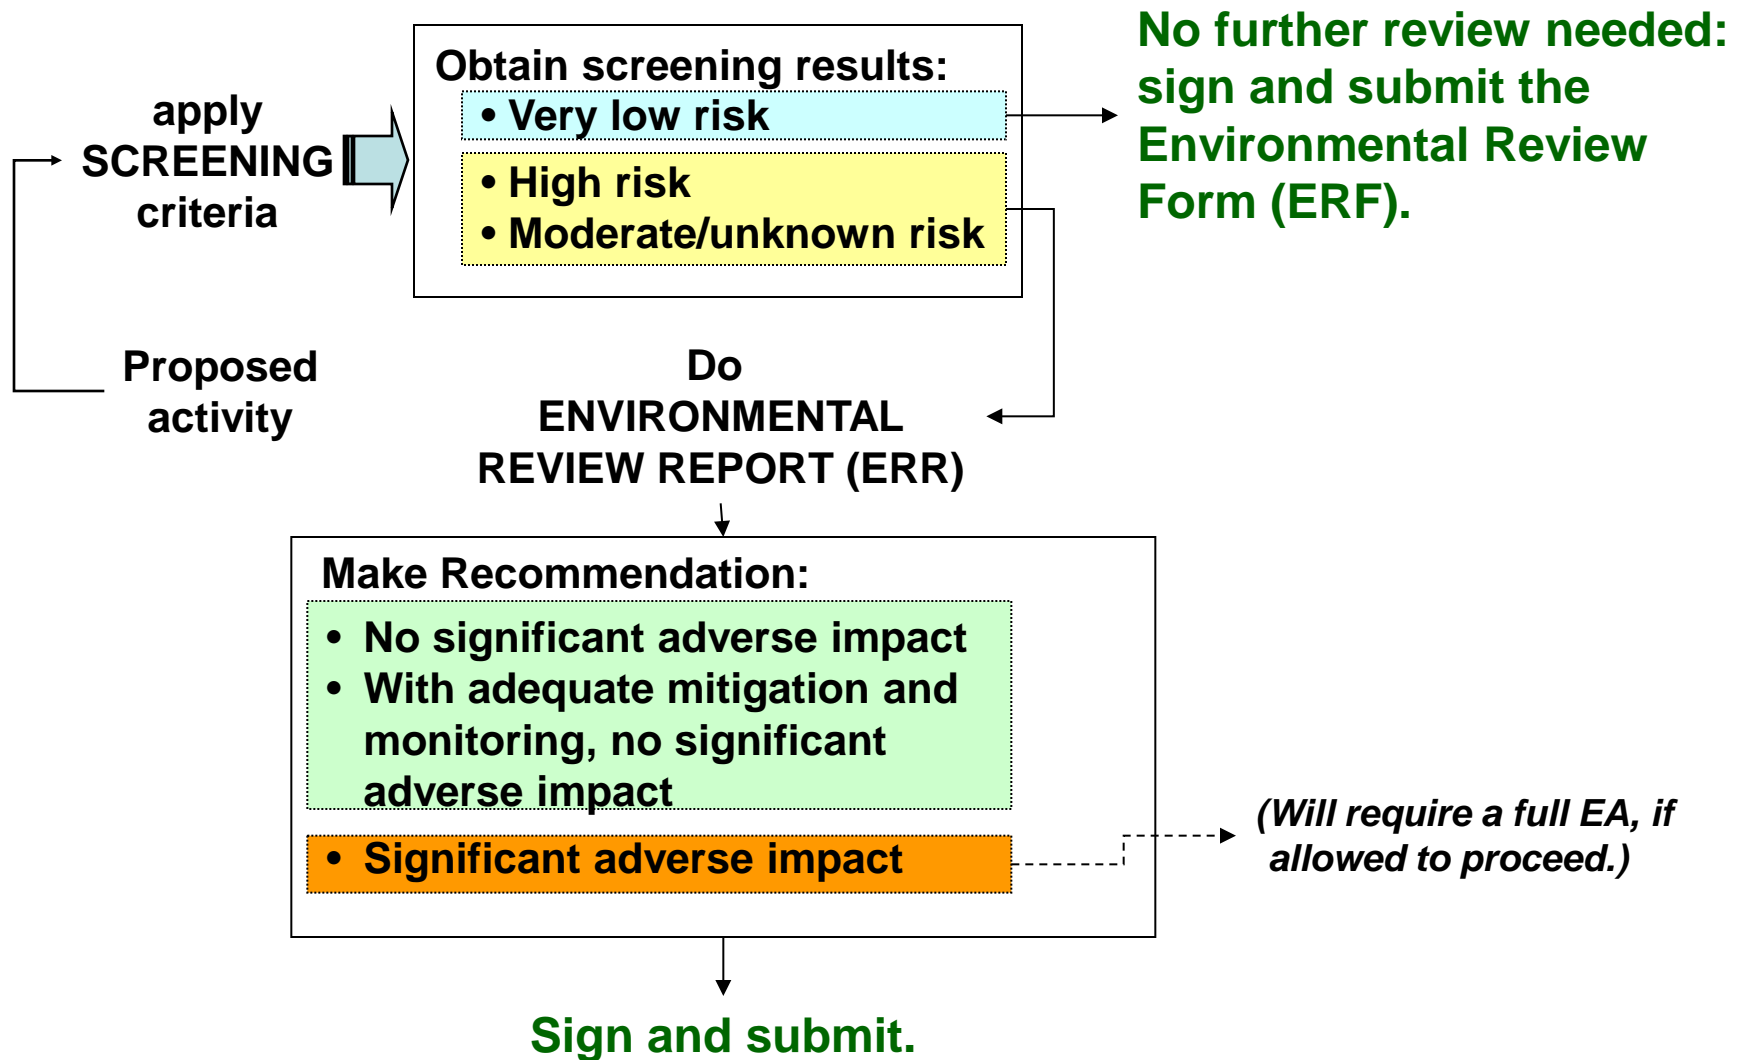 apply
SCREENING
criteria
Proposed
activity
Obtain screening results:
• Very low risk
• High risk
• Moderate/unknown risk
No further review needed:
sign and submit the
Environmental Review
Form (ERF).
Do
ENVIRONMENTAL
REVIEW REPORT (ERR)
Make Recommendation:
• No significant adverse impact
• With adequate mitigation and
monitoring, no significant
adverse impact
• Significant adverse impact
(Will require a full EA, if
allowed to proceed.)
Sign and submit.